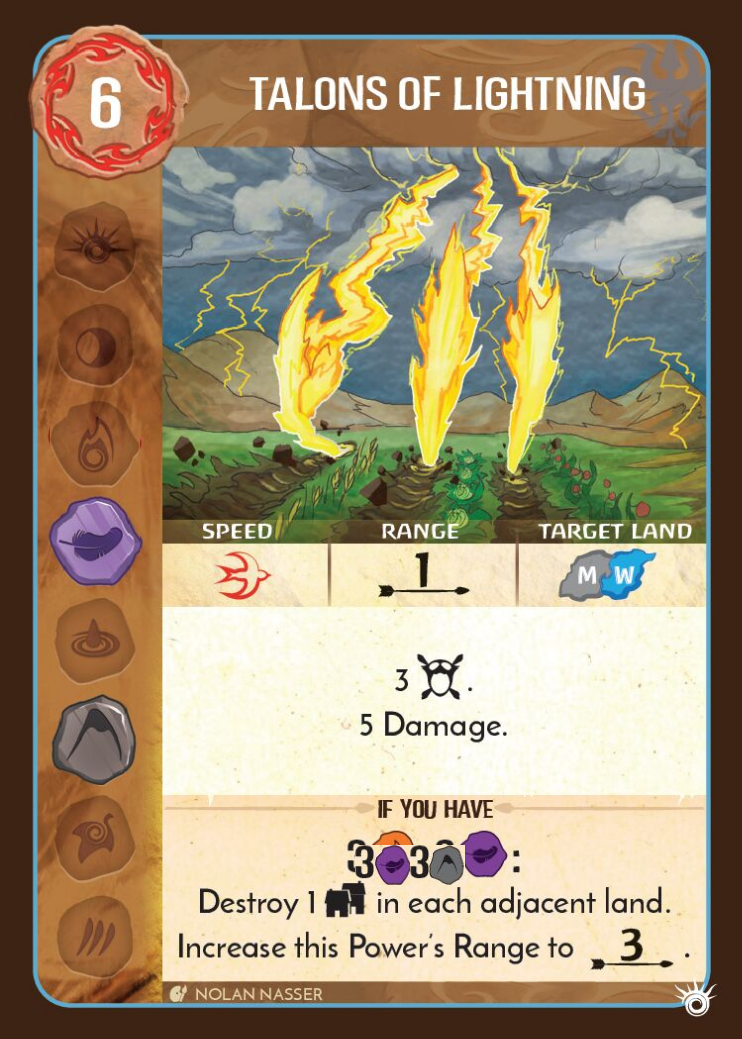 6
TALONS OF LIGHTNING
SPEED RANGE TARGET LAND
1 M W
3 .
5 Damage.
IF YOU HAVE
3 3 :
Destroy 1 in each adjacent land.
Increase this Power's Range to 3 .
NOLAN NASSER